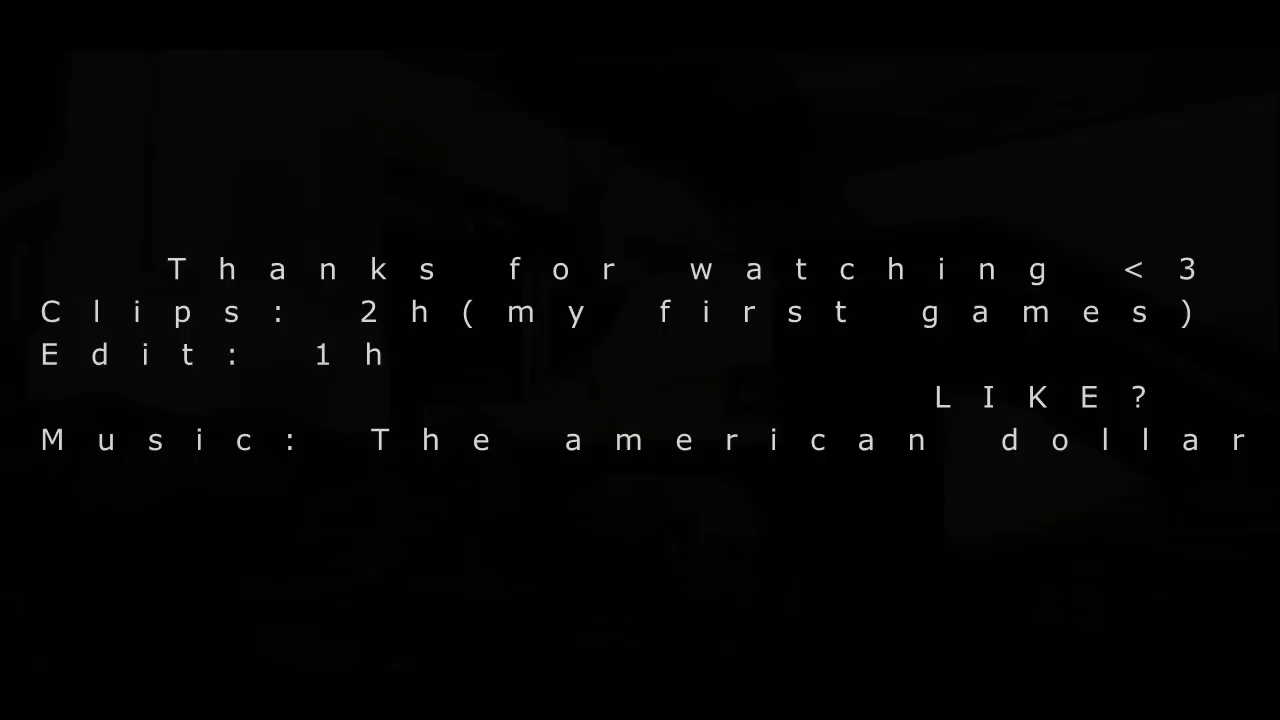 Thanks for watching <3
Clips: 2h(my first games)
Edit: 1h
LIKE?
Music: The american dollar